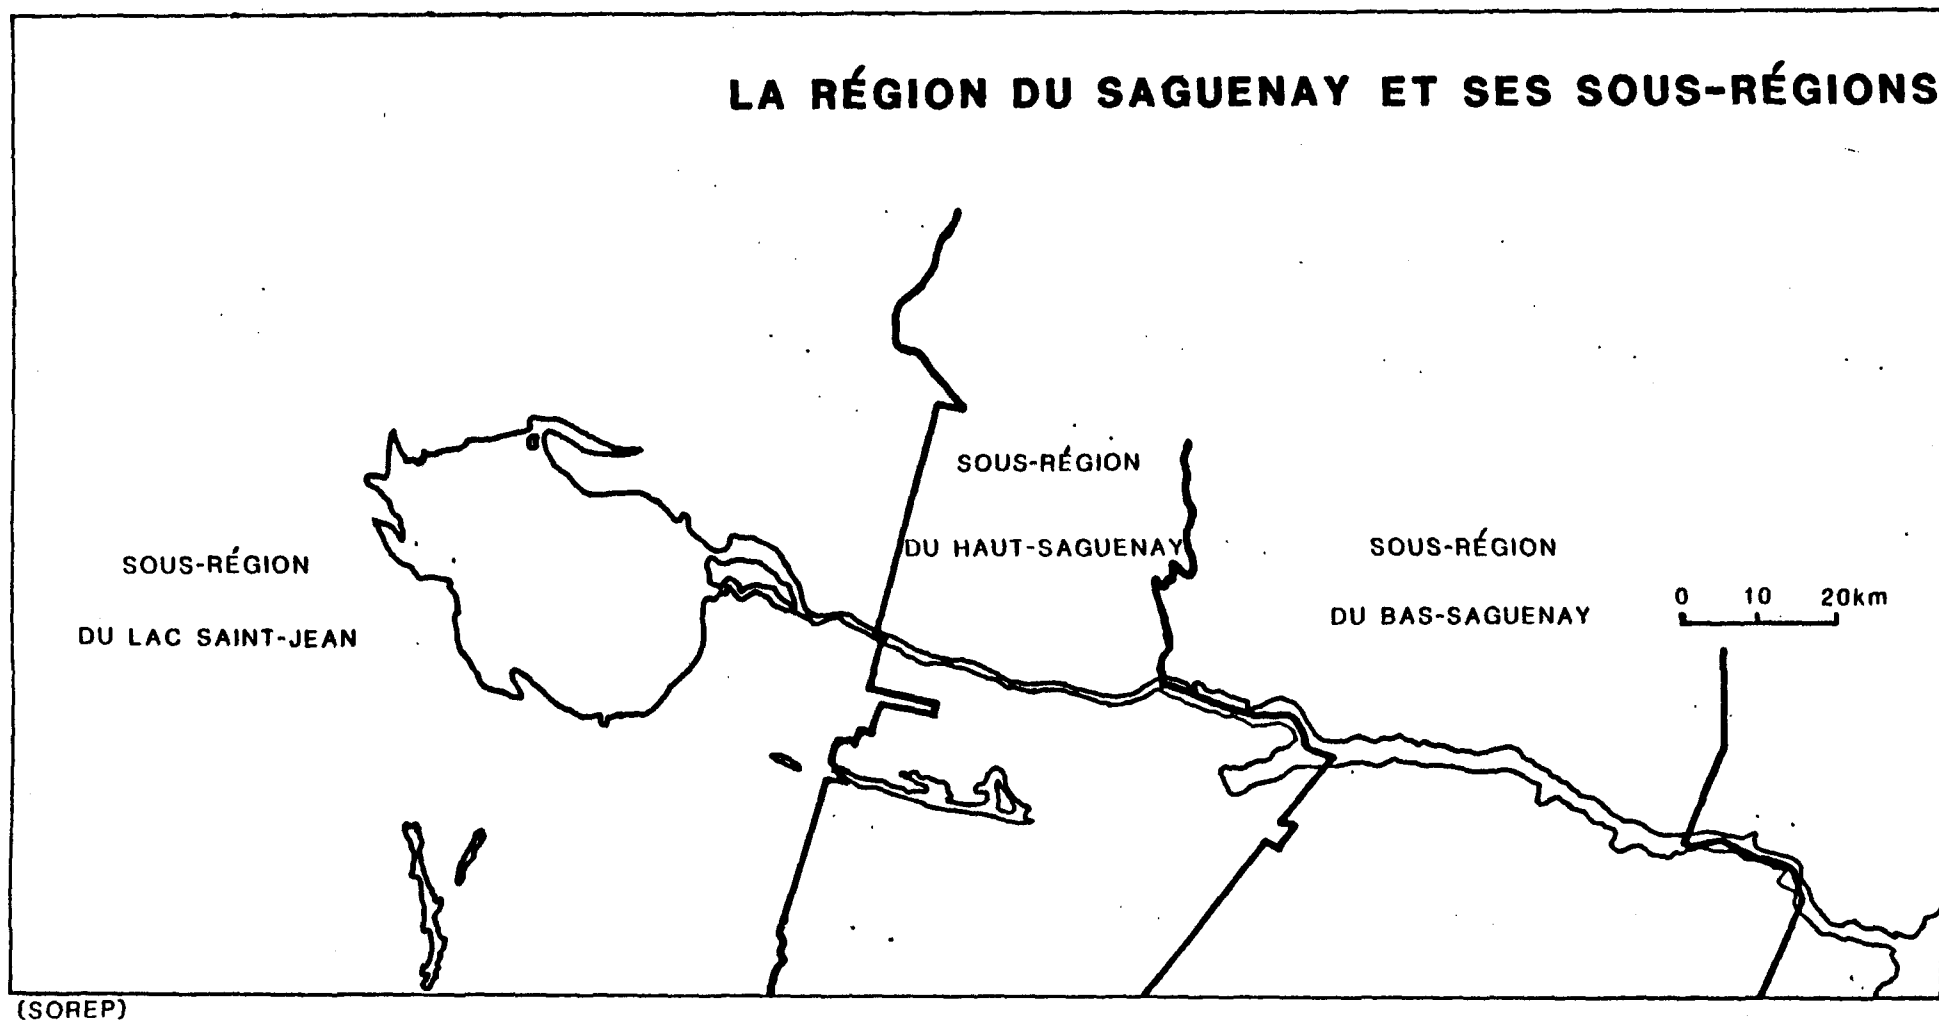 LA RÉGION DU SAGUENAY ET SES SOUS-RÉGIONS
SOUS-RÉGION
DU HAUT-SAGUENAY
SOUS-RÉGION
DU BAS-SAGUENAY
SOUS-RÉGION
DU LAC SAINT-JEAN
0 10 20km
(SOREP)